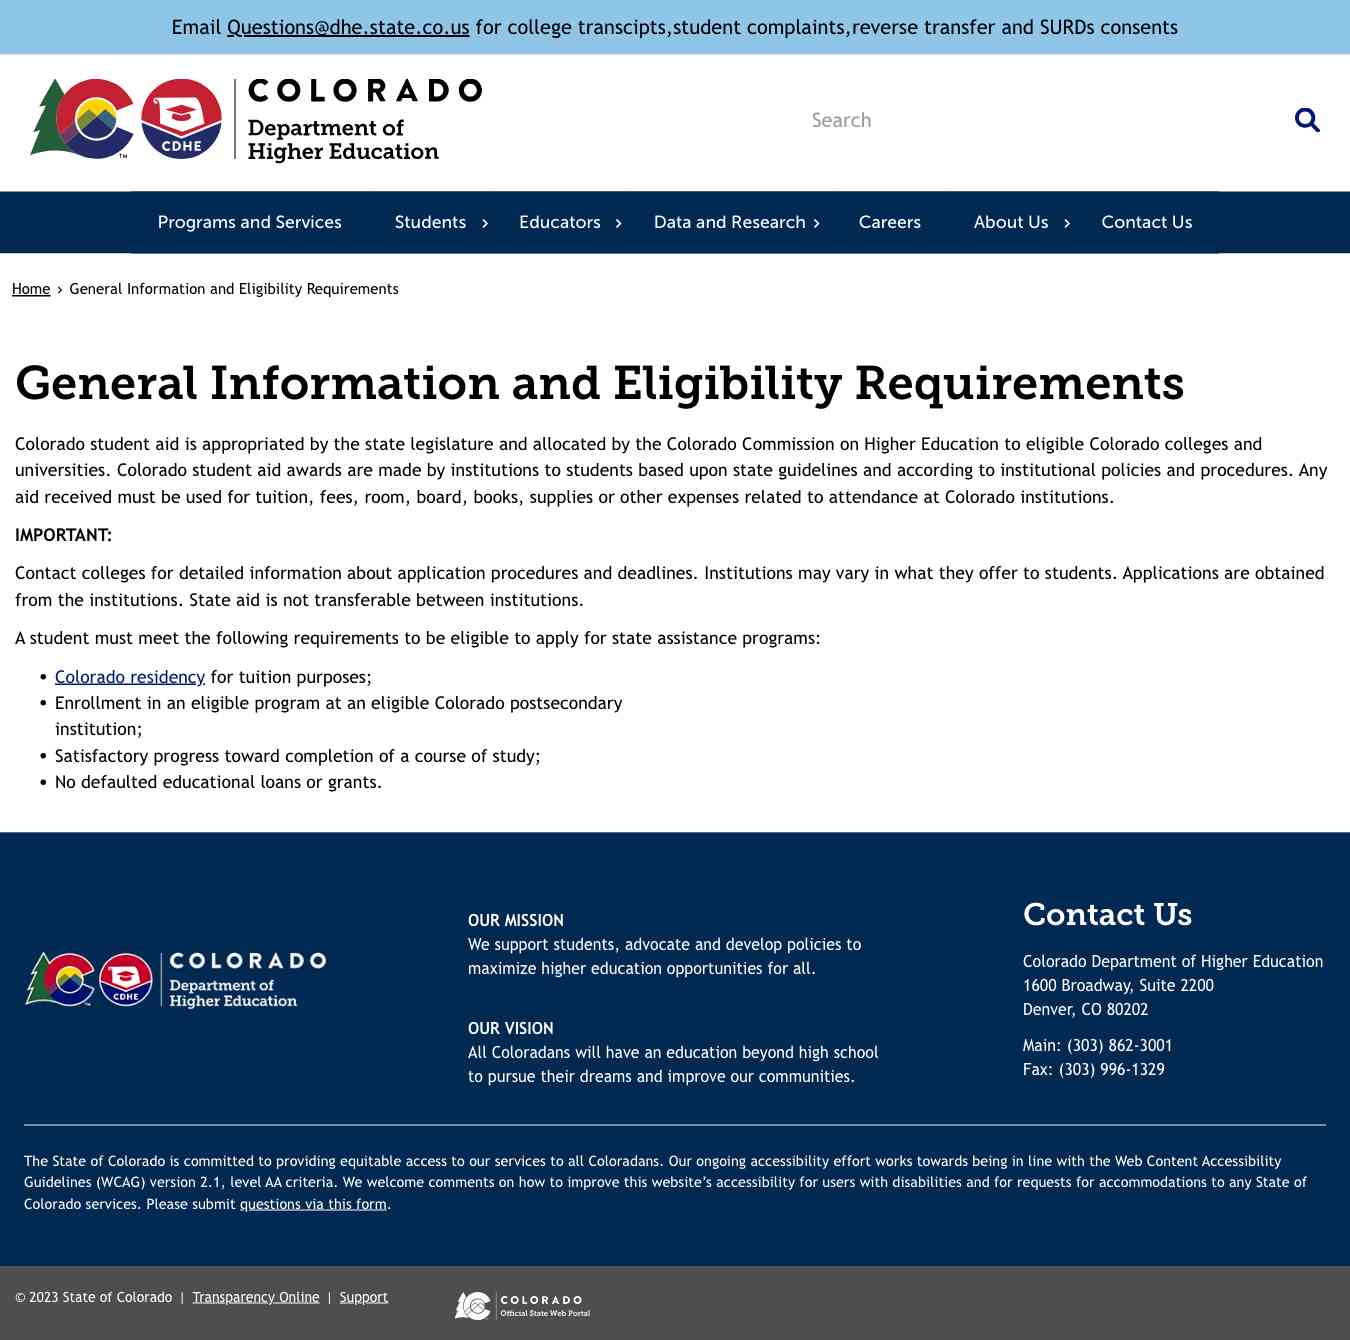 Email Questions@dhe.state.co.us for college transcipts,student complaints,reverse transfer and SURDs consents
COLORADO
Department of
Higher Education
CDHE
TM
Search
Programs and Services Students › Educators › Data and Research › Careers About Us › Contact Us
Home › General Information and Eligibility Requirements
General Information and Eligibility Requirements
Colorado student aid is appropriated by the state legislature and allocated by the Colorado Commission on Higher Education to eligible Colorado colleges and
universities. Colorado student aid awards are made by institutions to students based upon state guidelines and according to institutional policies and procedures. Any
aid received must be used for tuition, fees, room, board, books, supplies or other expenses related to attendance at Colorado institutions.
IMPORTANT:
Contact colleges for detailed information about application procedures and deadlines. Institutions may vary in what they offer to students. Applications are obtained
from the institutions. State aid is not transferable between institutions.
A student must meet the following requirements to be eligible to apply for state assistance programs:
• Colorado residency for tuition purposes;
• Enrollment in an eligible program at an eligible Colorado postsecondary
institution;
• Satisfactory progress toward completion of a course of study;
• No defaulted educational loans or grants.
COLORADO
Department of
Higher Education
CDHE
OUR MISSION
We support students, advocate and develop policies to
maximize higher education opportunities for all.
OUR VISION
All Coloradans will have an education beyond high school
to pursue their dreams and improve our communities.
Contact Us
Colorado Department of Higher Education
1600 Broadway, Suite 2200
Denver, CO 80202
Main: (303) 862-3001
Fax: (303) 996-1329
The State of Colorado is committed to providing equitable access to our services to all Coloradans. Our ongoing accessibility effort works towards being in line with the Web Content Accessibility
Guidelines (WCAG) version 2.1, level AA criteria. We welcome comments on how to improve this website’s accessibility for users with disabilities and for requests for accommodations to any State of
Colorado services. Please submit questions via this form.
© 2023 State of Colorado | Transparency Online | Support
COLORADO
Official State Web Portal